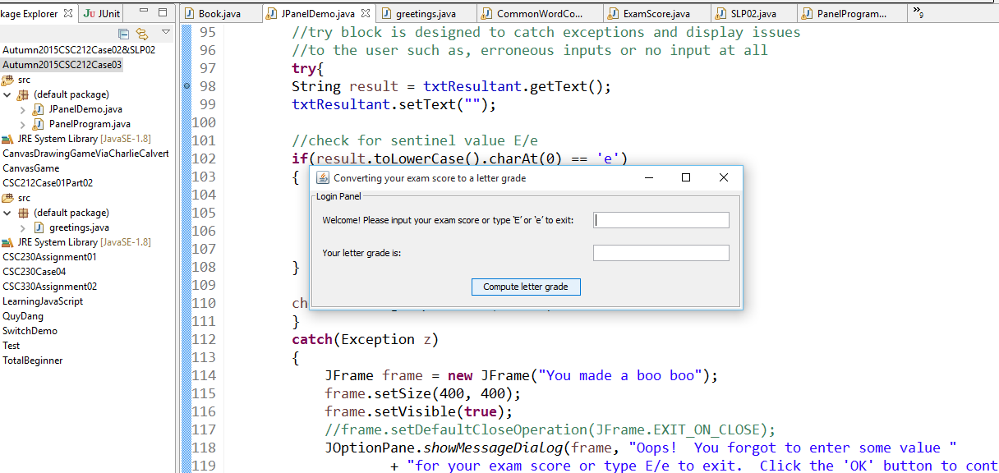 kage Explorer JUnit
Autumn2015CSC212Case02&SLP02
Autumn2015CSC212Case03
src
(default package)
JPanelDemo.java
PanelProgram.java
JRE System Library [JavaSE-1.8]
CanvasDrawingGameViaCharlieCalvert
CanvasGame
CSC212Case01Part02
src
(default package)
greetings.java
JRE System Library [JavaSE-1.8]
CSC230Assignment01
CSC230Case04
CSC330Assignment02
LearningJavaScript
QuyDang
SwitchDemo
Test
TotalBeginner
Book.java JPanelDemo.java greetings.java CommonWordCo... ExamScore.java SLP02.java PanelProgram... »9
95 //try block is designed to catch exceptions and display issues
96 //to the user such as, erroneous inputs or no input at all
97 try{
98 String result = txtResultant.getText();
99 txtResultant.setText("");
100
101 //check for sentinel value E/e
102 if(result.toLowerCase().charAt(0) == 'e')
103 {
104
105
106
107
108 }
109
110 ch
111 }
112 catch(Exception z)
113 {
114 JFrame frame = new JFrame("You made a boo boo");
115 frame.setSize(400, 400);
116 frame.setVisible(true);
117 //frame.setDefaultCloseOperation(JFrame.EXIT_ON_CLOSE);
118 JOptionPane.showMessageDialog(frame, "Oops!  You forgot to enter some value "
119 + "for your exam score or type E/e to exit.  Click the 'OK' button to cont
Converting your exam score to a letter grade
Login Panel
Welcome! Please input your exam score or type 'E' or 'e' to exit:
Your letter grade is:
Compute letter grade